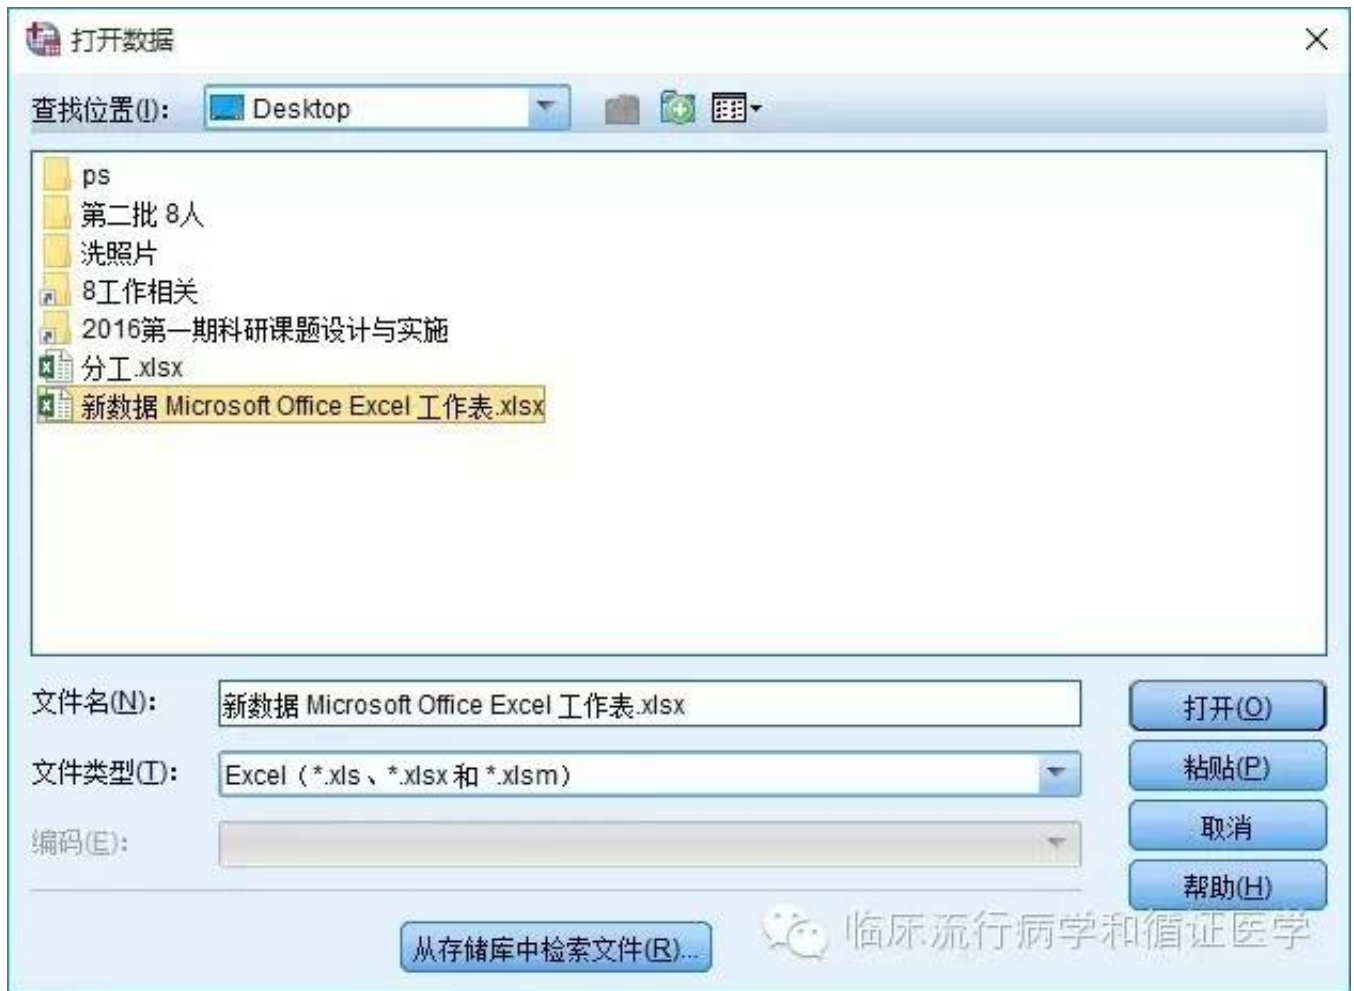 打开数据
查找位置(I): Desktop
ps
第二批 8人
洗照片
8工作相关
2016第一期科研课题设计与实施
分工.xlsx
新数据 Microsoft Office Excel 工作表.xlsx
文件名(N): 新数据 Microsoft Office Excel 工作表.xlsx 打开(O)
文件类型(T): Excel（*.xls、*.xlsx 和 *.xlsm） 粘贴(P)
取消
编码(E):
帮助(H)
临床流行病学和循证医学
从存储库中检索文件(R)...